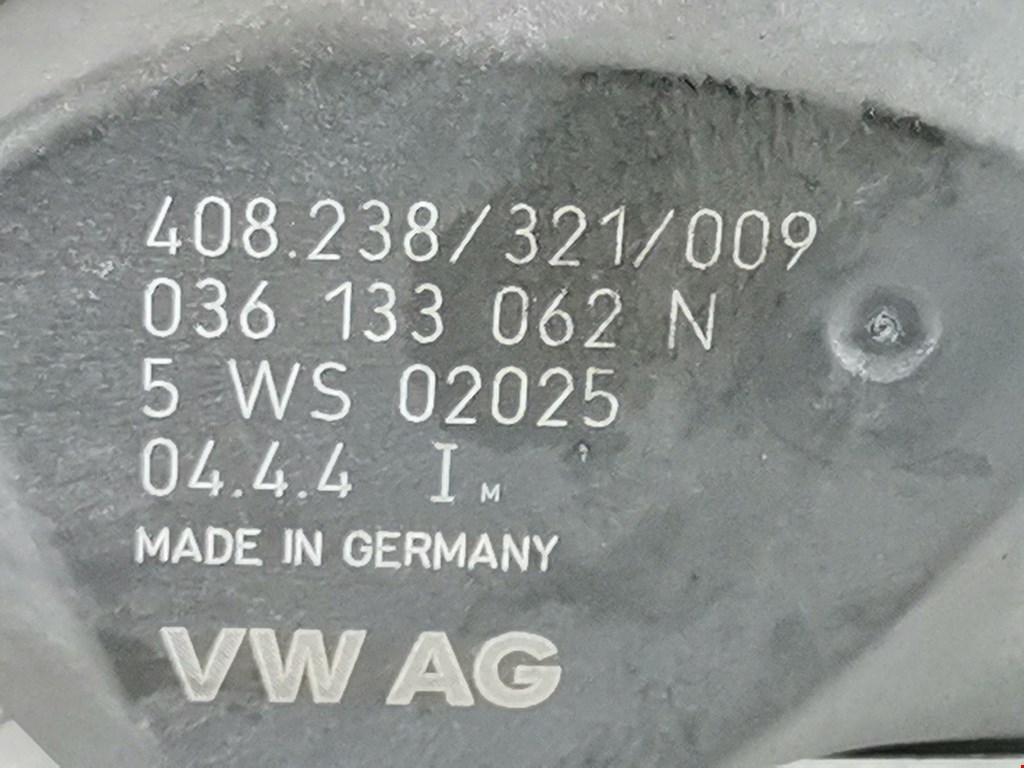 408.238/321/009
036 133 062 N
5 WS 02025
04.4.4 I M
MADE IN GERMANY
VW AG